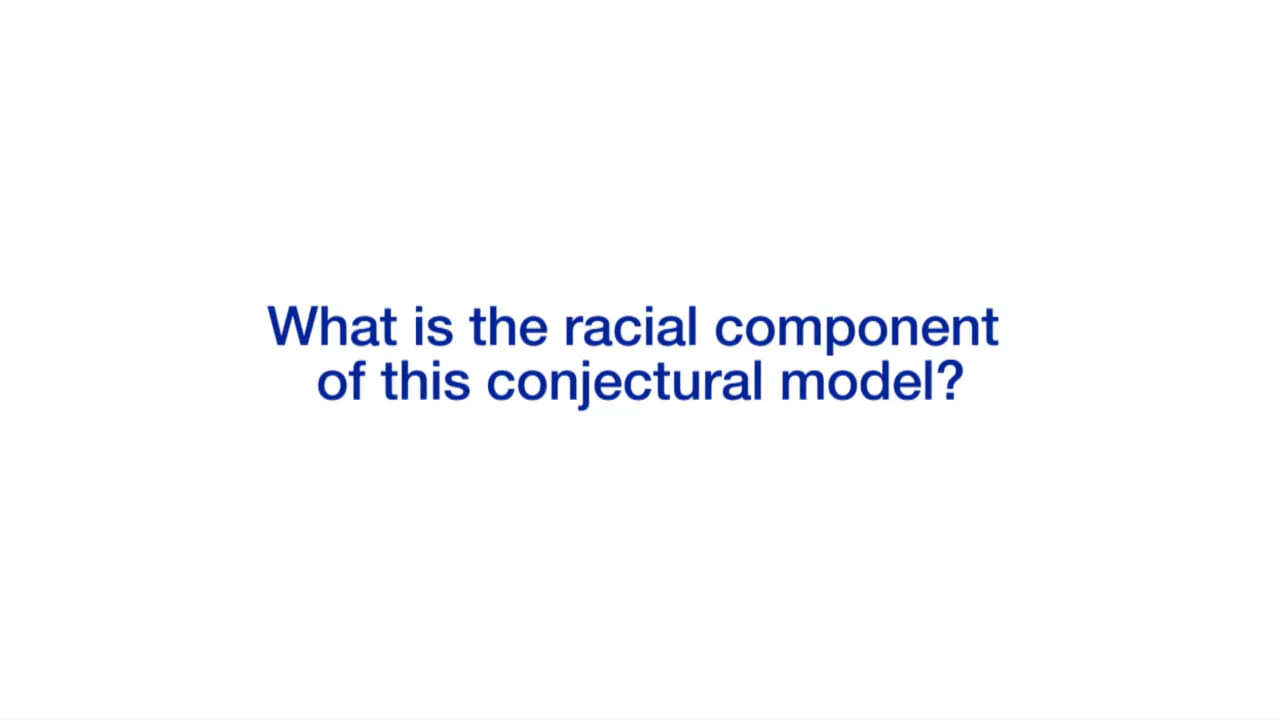 What is the racial component
of this conjectural model?